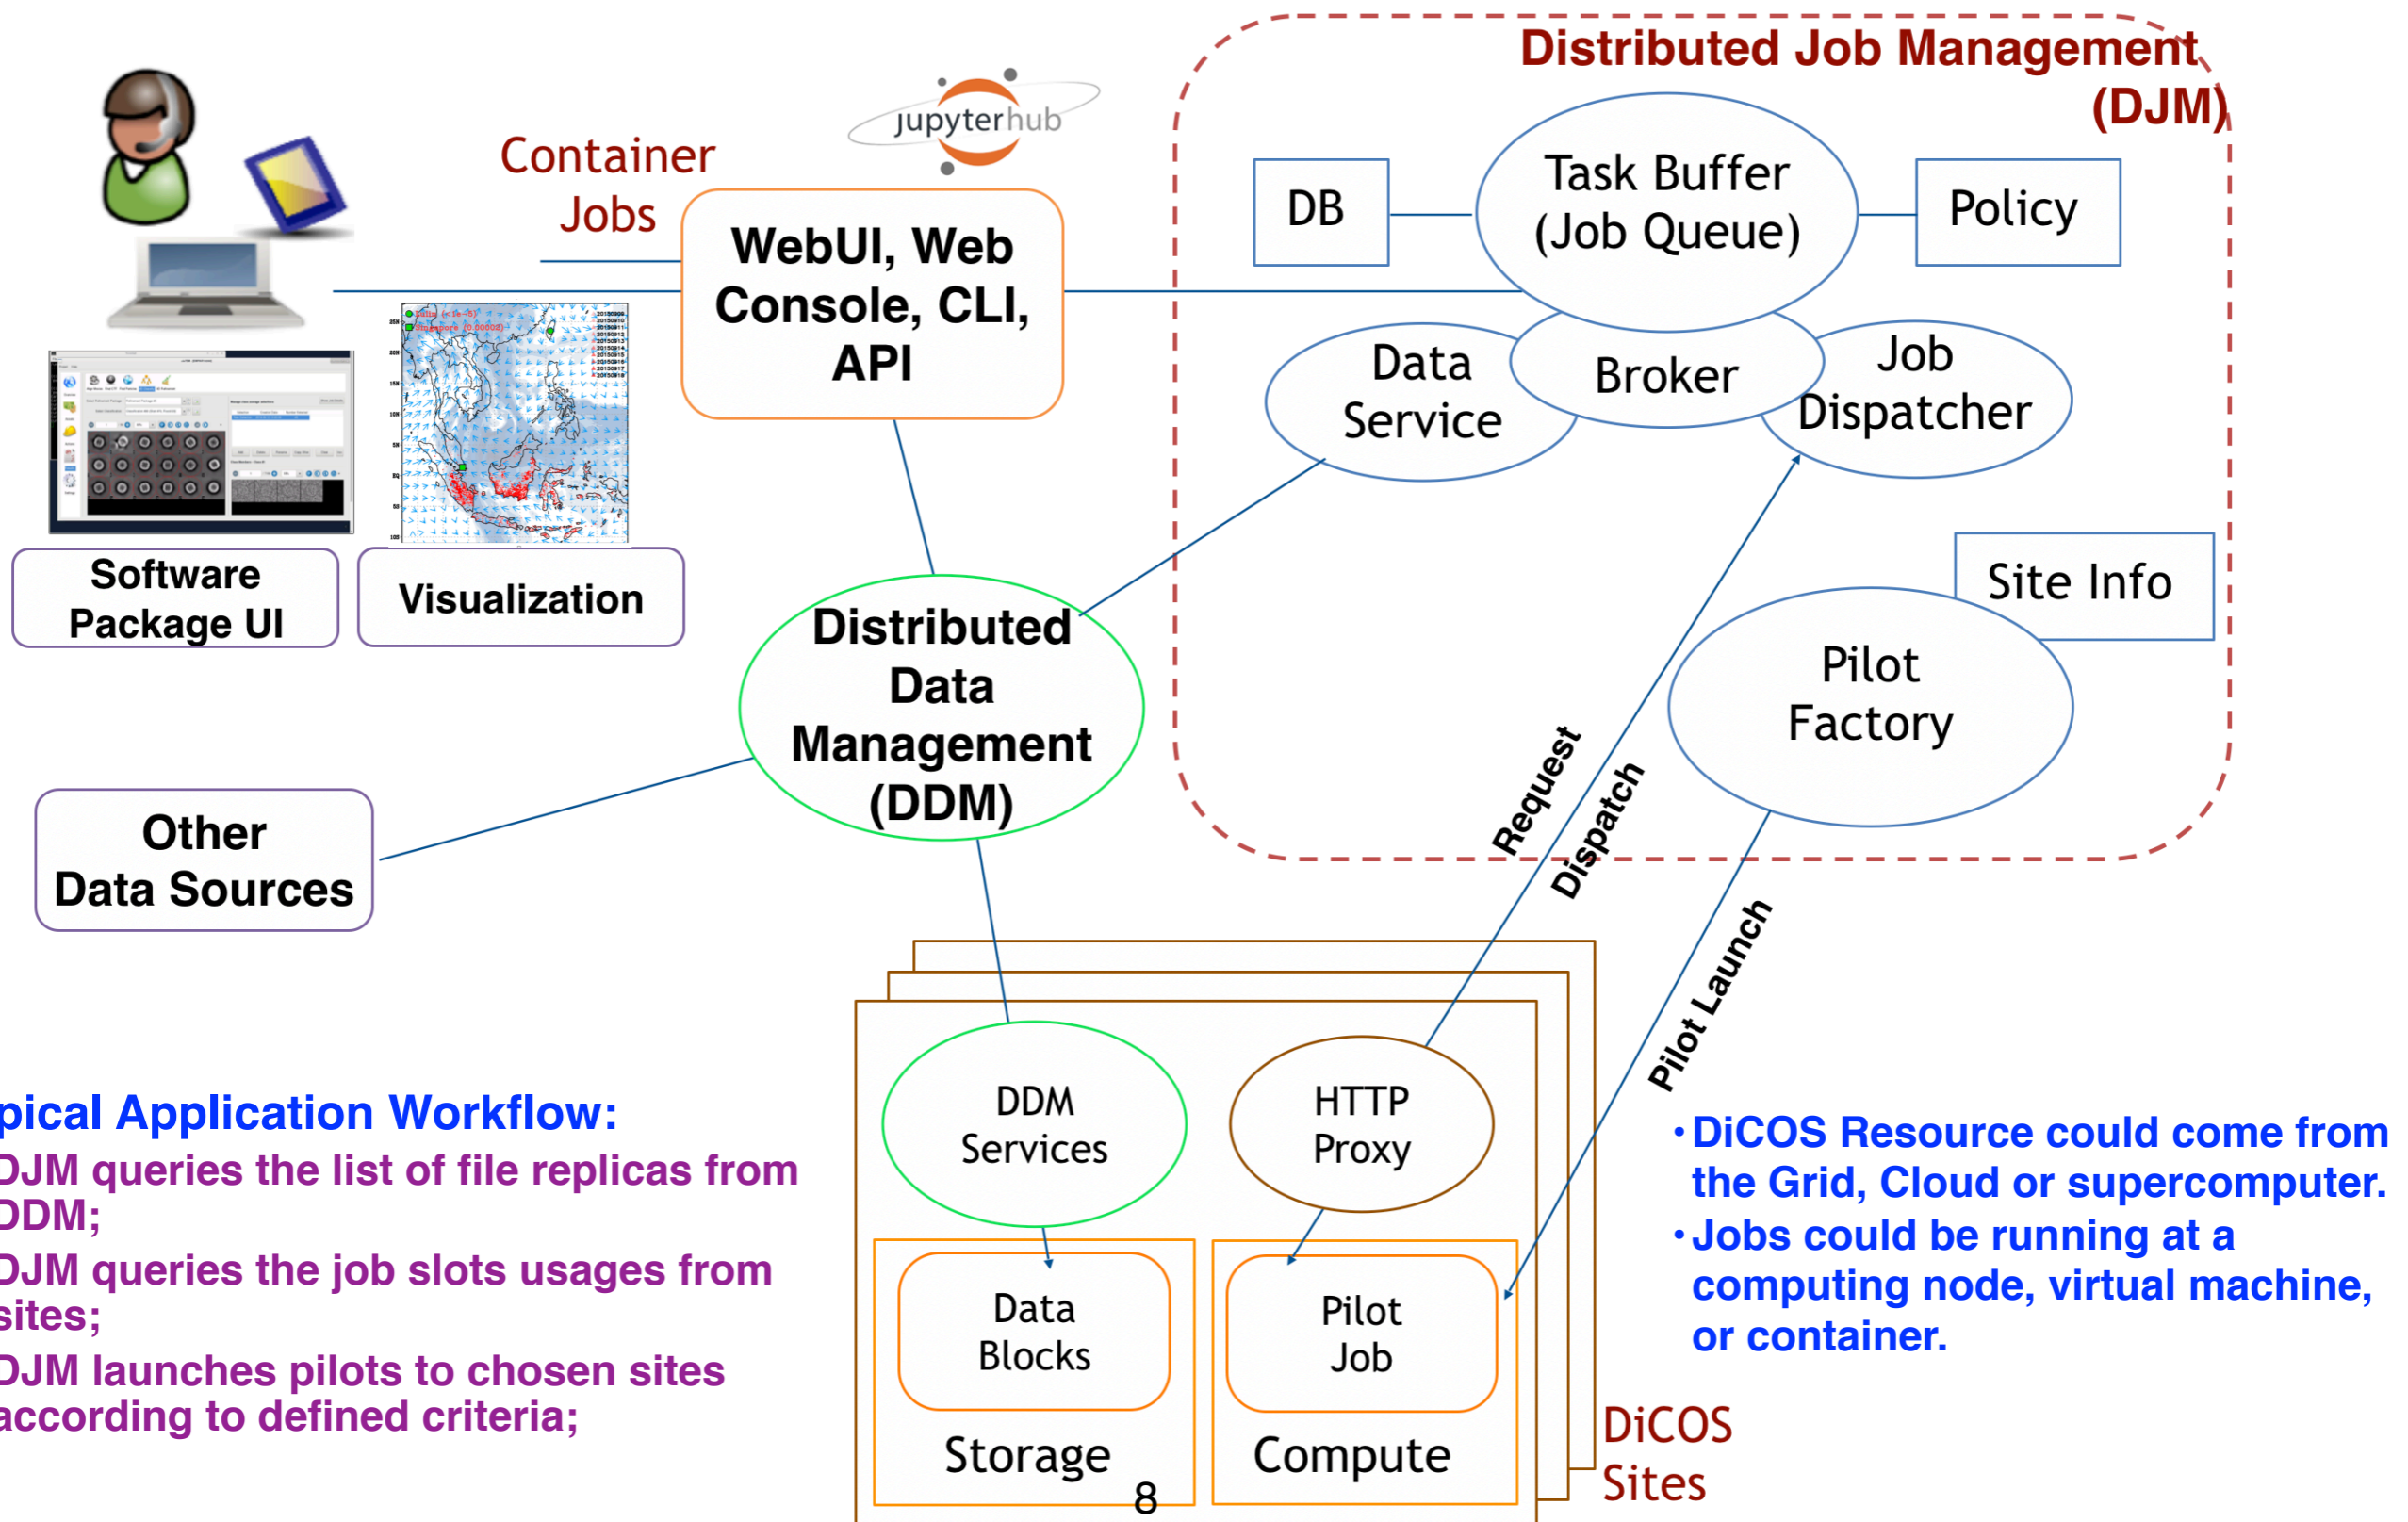 Distributed Job Management
(DJM)
jupyterhub
Container
Jobs
WebUI, Web
Console, CLI,
API
DB
Task Buffer
(Job Queue)
Policy
Data
Service
Broker
Job
Dispatcher
Software
Package UI
Visualization
Site Info
Pilot
Factory
Distributed
Data
Management
(DDM)
Other
Data Sources
Request
Dispatch
Pilot Launch
DDM
Services
HTTP
Proxy
Data
Blocks
Pilot
Job
Storage
Compute
8
DiCOS
Sites
pical Application Workflow:
DJM queries the list of file replicas from
DDM;
DJM queries the job slots usages from
sites;
DJM launches pilots to chosen sites
according to defined criteria;
• DiCOS Resource could come from
the Grid, Cloud or supercomputer.
• Jobs could be running at a
computing node, virtual machine,
or container.